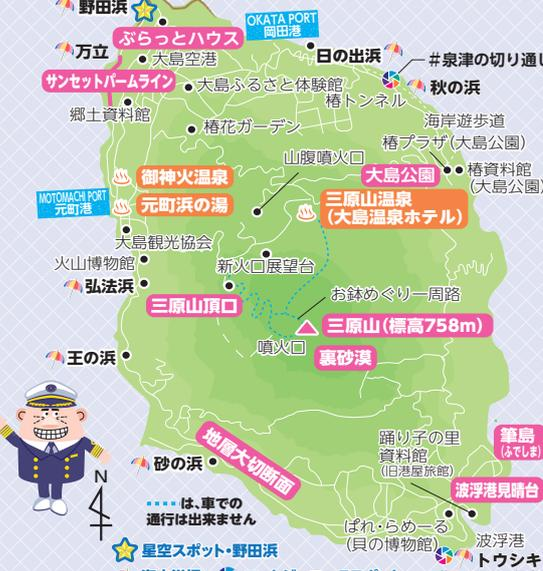 野田浜
ぶらっとハウス
OKATA PORT
岡田港
万立
大島空港
日の出浜
#泉津の切り通し
サンセットパームライン
大島ふるさと体験館
秋の浜
椿トンネル
郷土資料館
椿花ガーデン
海岸遊歩道
椿プラザ(大島公園)
山腹噴火口
大島公園
椿資料館
(大島公園)
御神火温泉
MOTOMACHI PORT
元町港
元町浜の湯
三原山温泉
(大島温泉ホテル)
大島観光協会
火山博物館
新火口展望台
弘法浜
三原山頂口
お鉢めぐり一周路
三原山(標高758m)
噴火口
裏砂漠
王の浜
地層大切断面
踊り子の里
資料館
(旧港屋旅館)
筆島
(ふでしま)
砂の浜
波浮港見晴台
N
は、車での
通行は出来ません
ぱれ・らめーる
(貝の博物館)
波浮港
トウシキ
星空スポット・野田浜